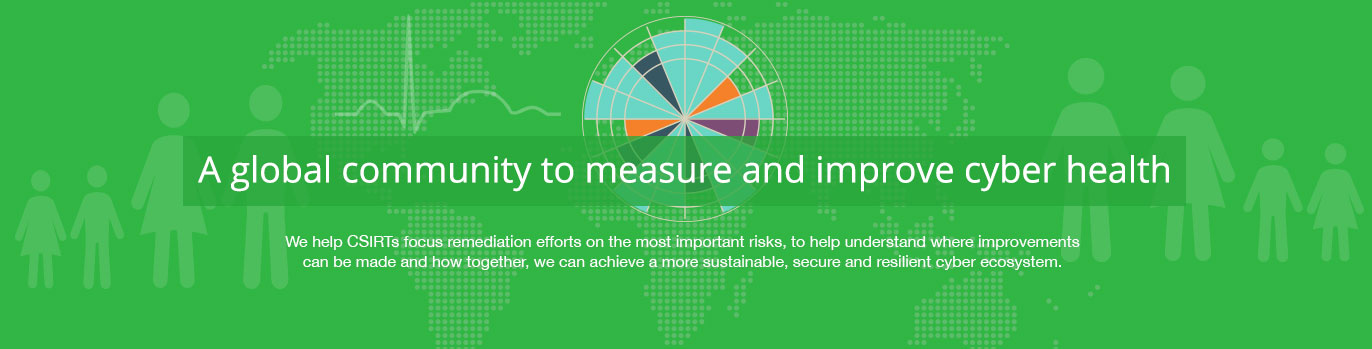 A global community to measure and improve cyber health
We help CSIRTs focus remediation efforts on the most important risks, to help understand where improvements
can be made and how together, we can achieve a more sustainable, secure and resilient cyber ecosystem.